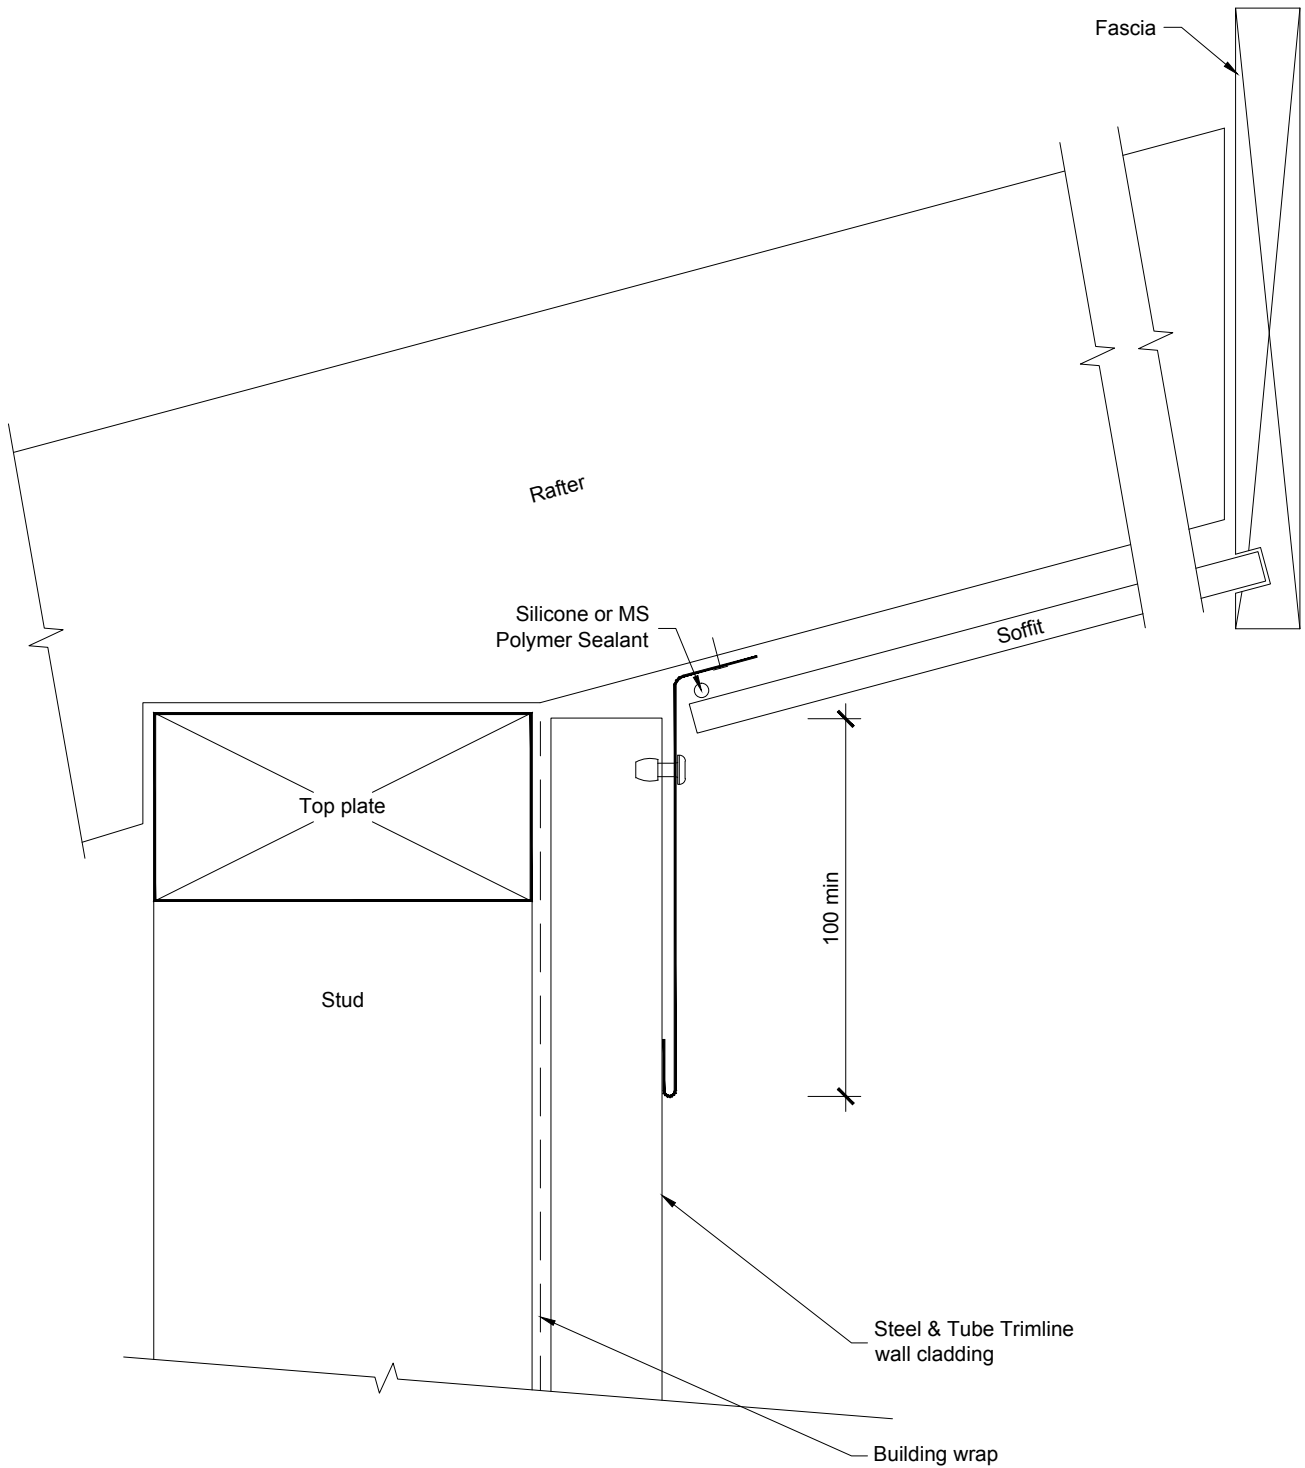 Fascia
Rafter
Silicone or MS
Polymer Sealant
Soffit
Top plate
100 min
Stud
Steel & Tube Trimline
wall cladding
Building wrap